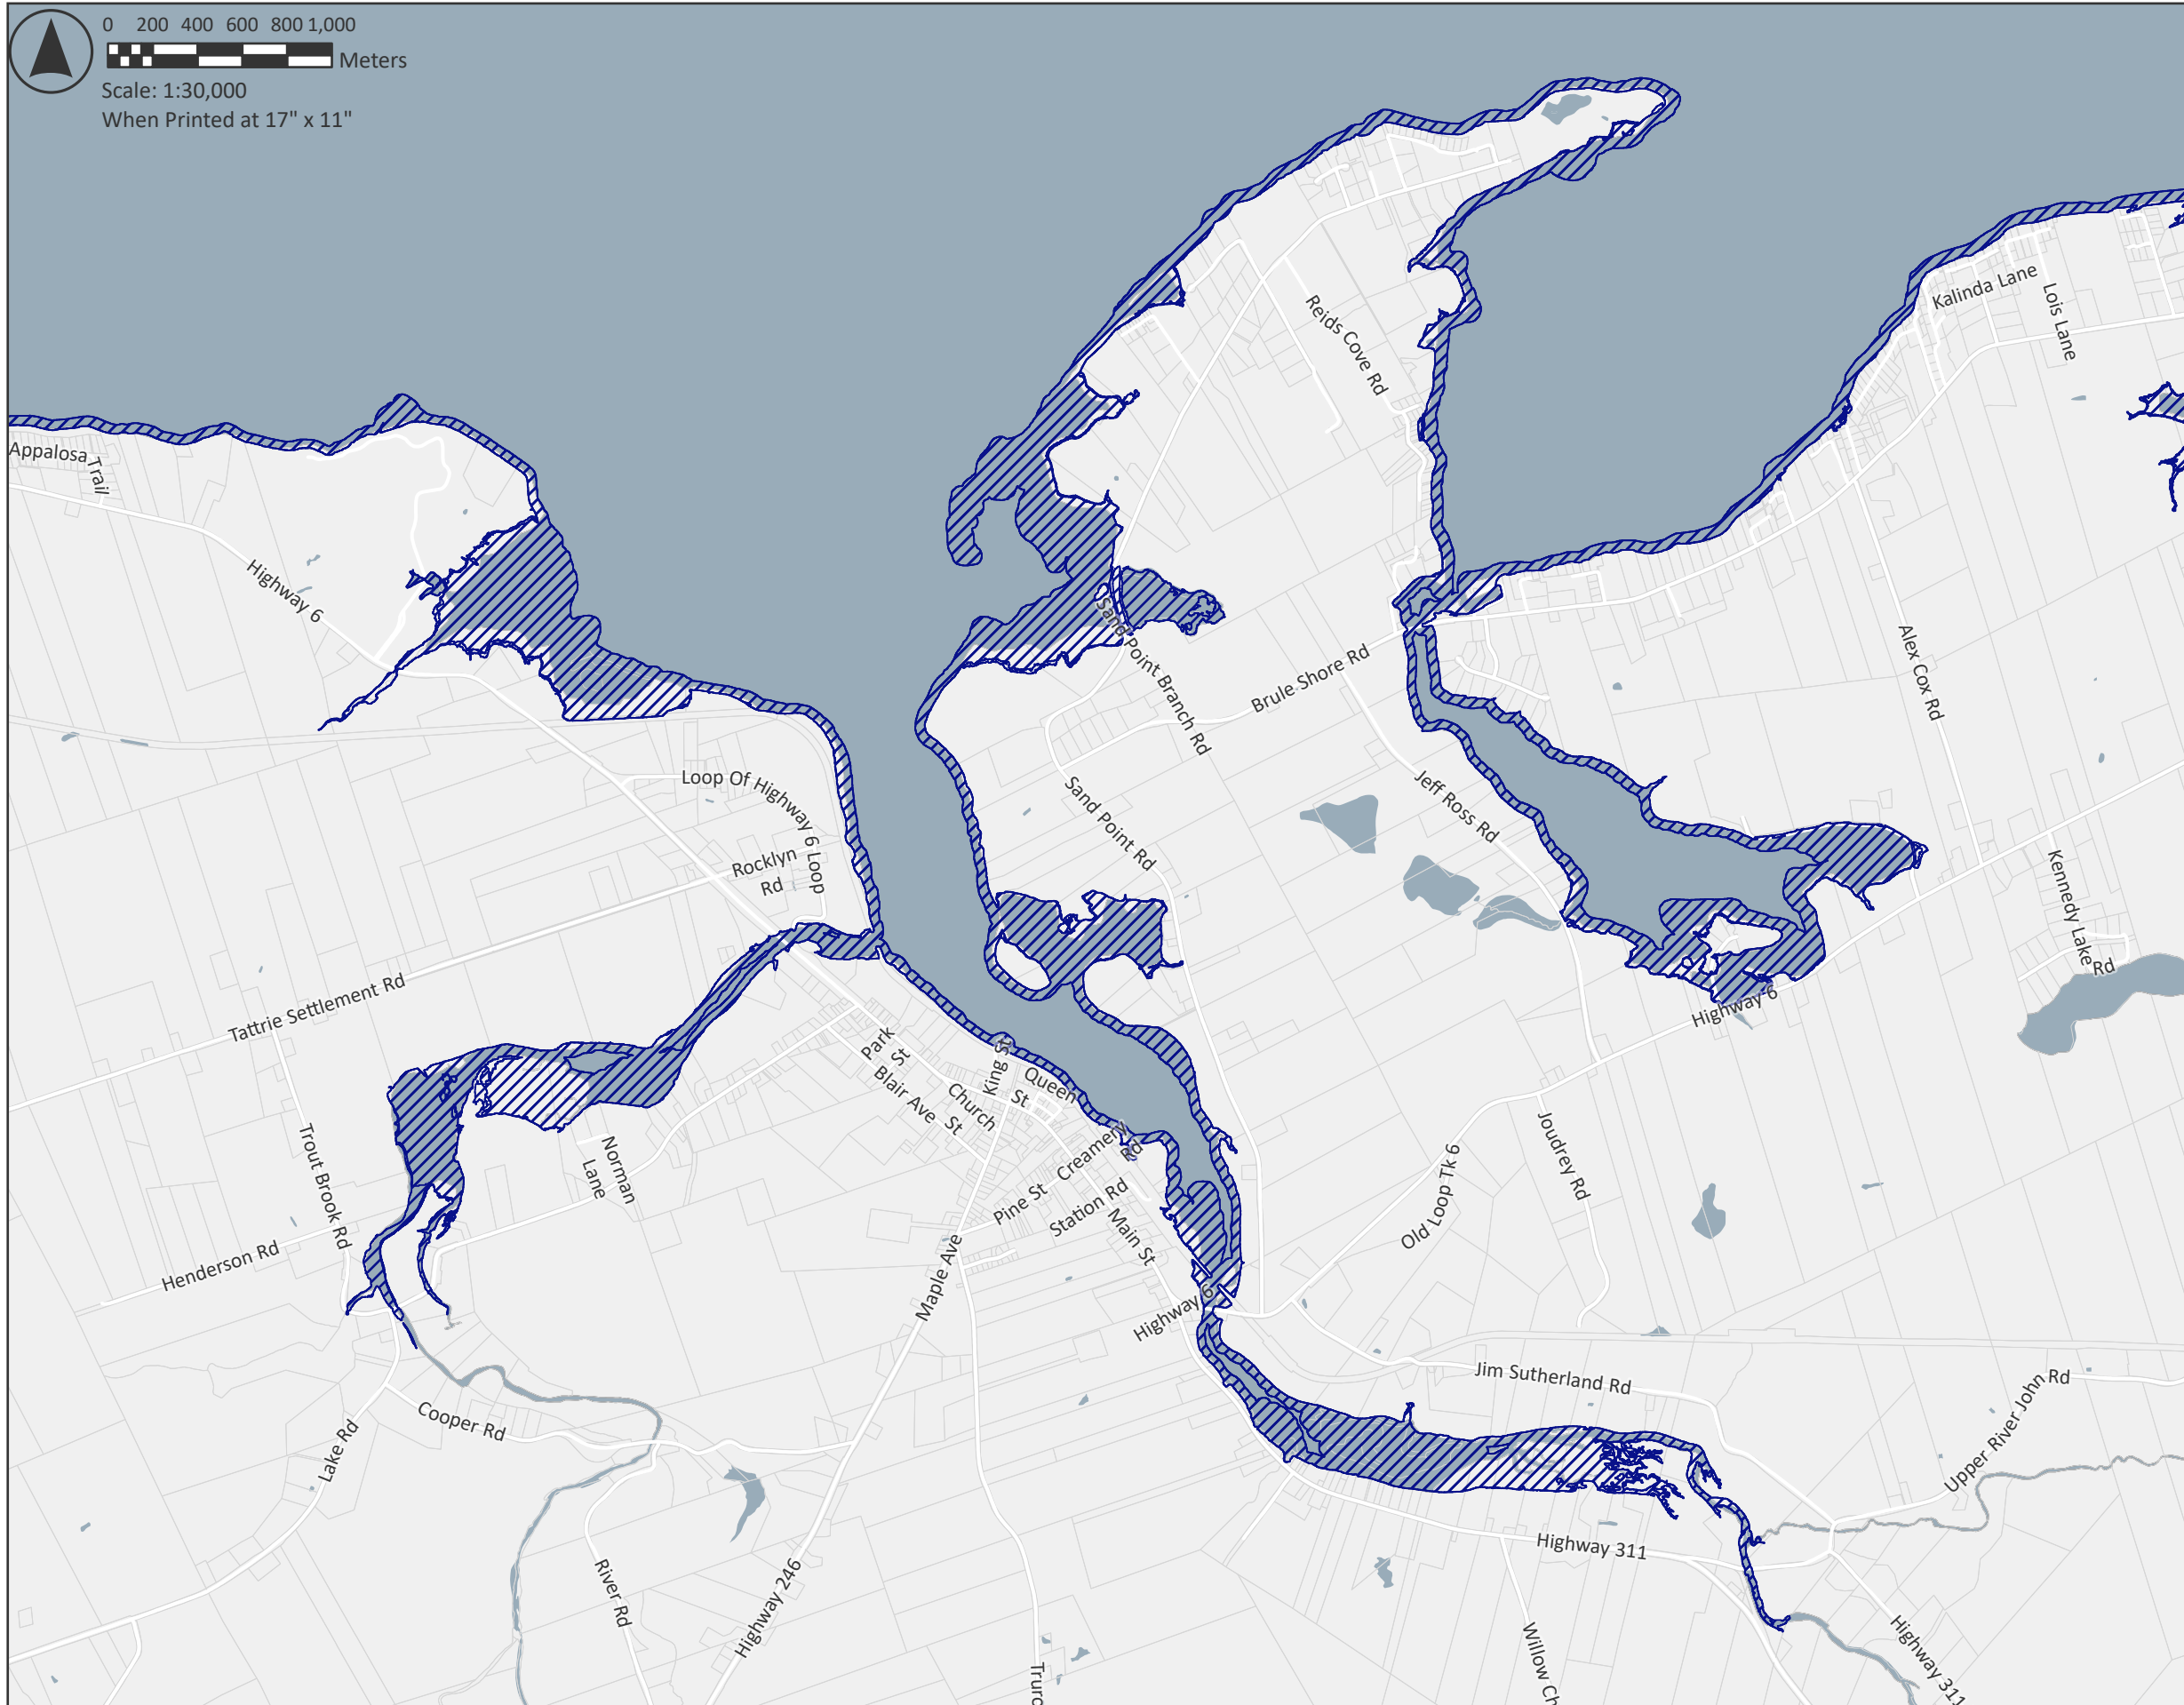 0 200 400 600 800 1,000
Meters
Scale: 1:30,000
When Printed at 17" x 11"
Kalinda Lane
Lois Lane
Reids Cove Rd
Appalosa Trail
Highway 6
Sand Point Branch Rd
Brule Shore Rd
Alex Cox Rd
Loop Of Highway 6 Loop
Sand Point Rd
Jeff Ross Rd
Rocklyn
Rd
Kennedy Lake
Rd
Tattrie Settlement Rd
Highway 6
Park
St
King St
Queen
St
Blair Ave
Church
St
Creamery
Rd
Trout Brook Rd
Norman
Lane
Joudrey Rd
Old Loop Tk 6
Pine St
Station Rd
Main St
Henderson Rd
Maple Ave
Highway 6
Jim Sutherland Rd
Upper River John Rd
Cooper Rd
Lake Rd
Highway 311
River Rd
Highway 246
Willow Ch
Highway 311
Truro